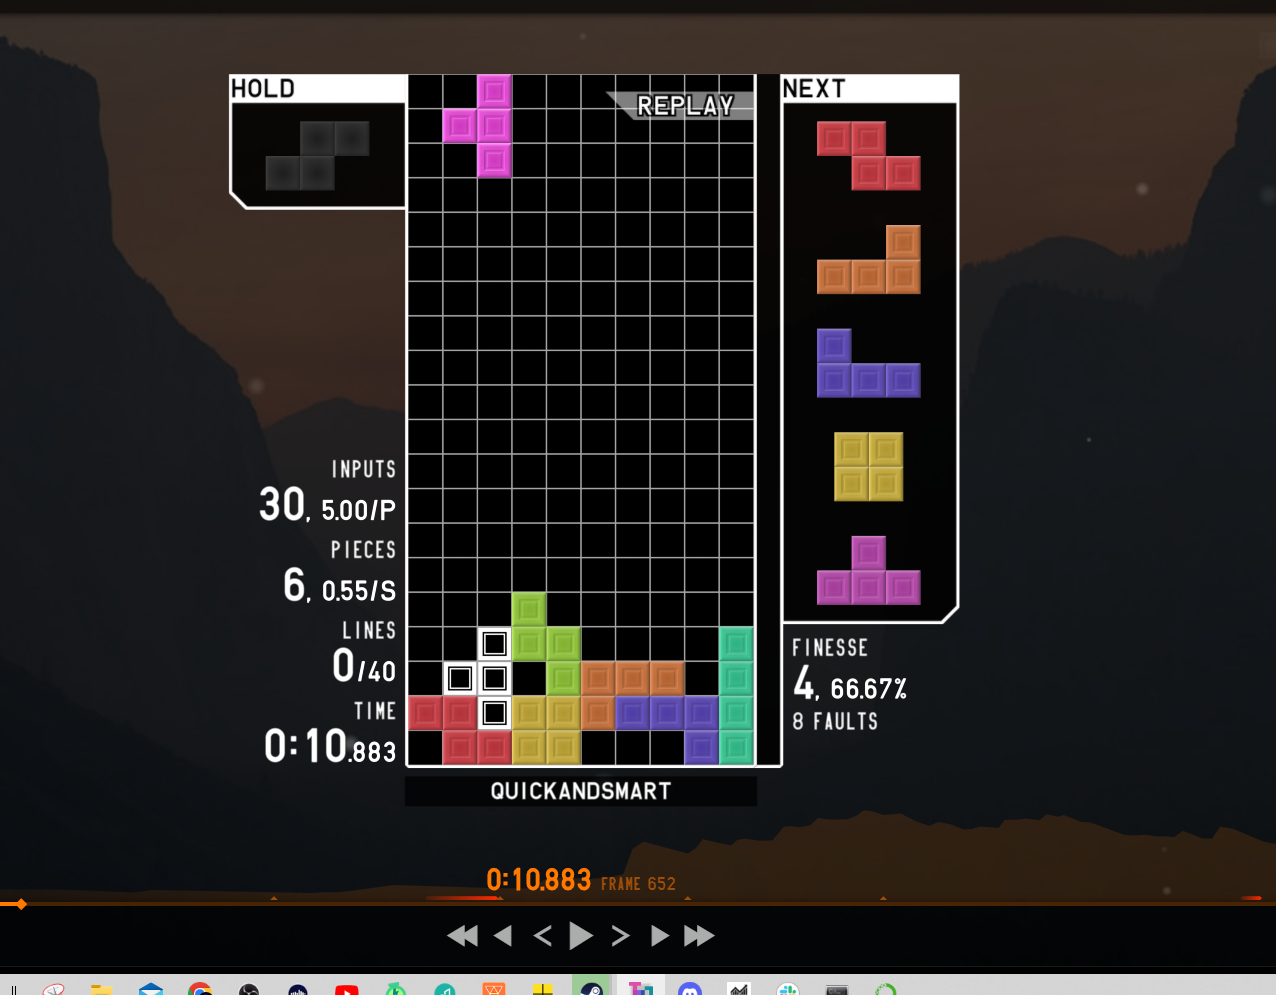 HOLD
REPLAY
NEXT
INPUTS
30, 5.00/P
PIECES
6, 0.55/S
LINES
0/40
TIME
0:10.883
FINESSE
4, 66.67%
8 FAULTS
QUICKANDSMART
0:10.883 FRAME 652